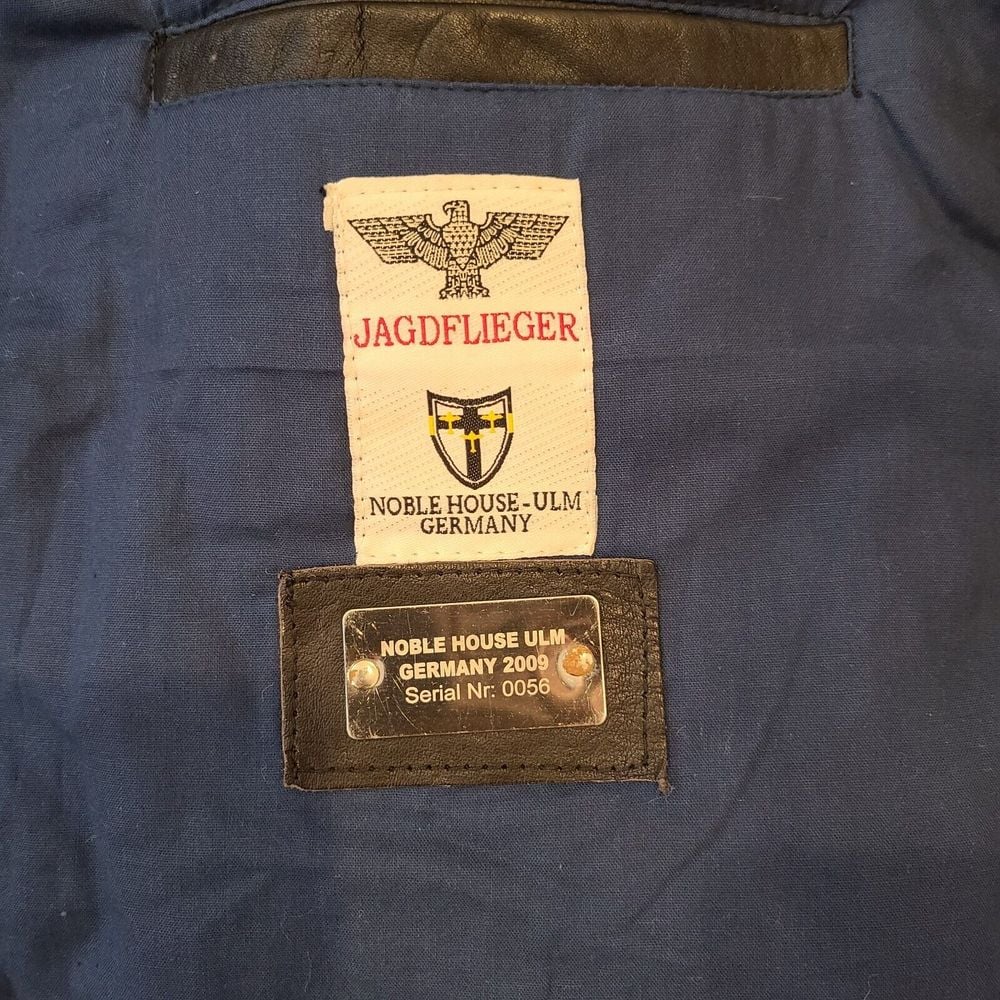 JAGDFLIEGER
NOBLE HOUSE-ULM
GERMANY
NOBLE HOUSE ULM
GERMANY 2009
Serial Nr: 0056